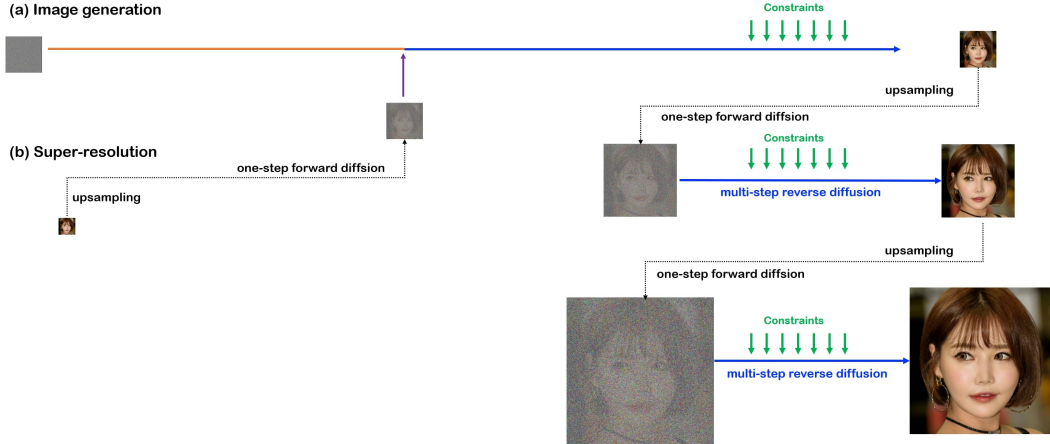 (a) Image generation
Constraints
upsampling
one-step forward diffsion
(b) Super-resolution
one-step forward diffsion
upsampling
Constraints
multi-step reverse diffusion
upsampling
one-step forward diffsion
Constraints
multi-step reverse diffusion